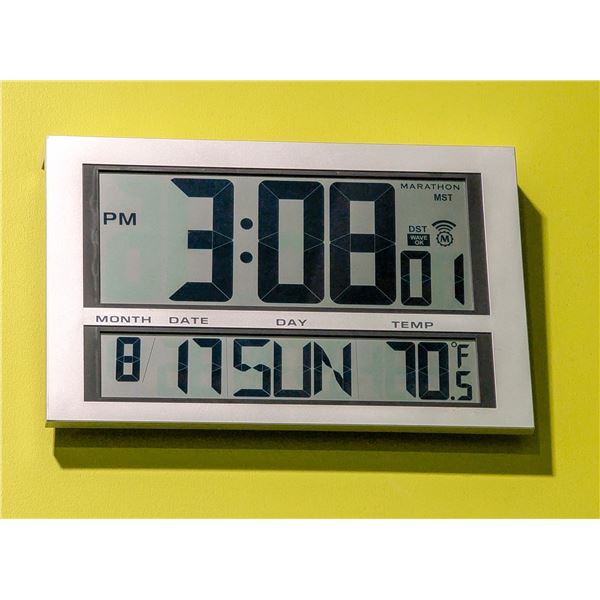 MARATHON
MST
PM 3:08 01
DST
WAVE
OK
M
MONTH DATE DAY TEMP
8/ 17 SUN 70.5 °F